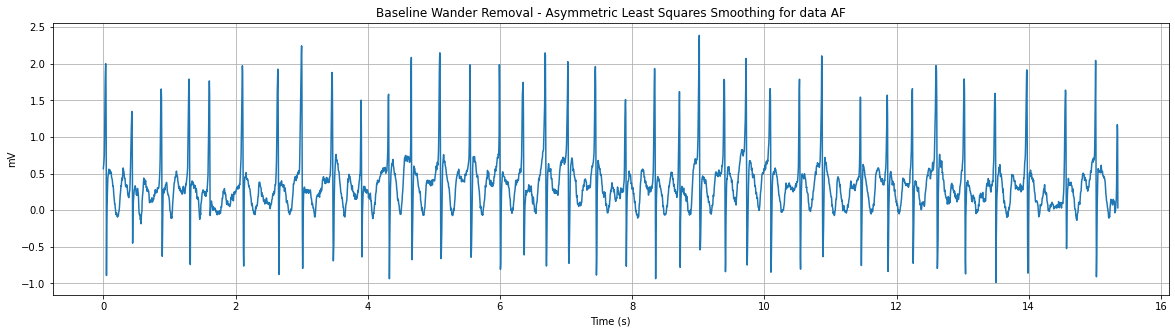 Baseline Wander Removal - Asymmetric Least Squares Smoothing for data AF
2.5
2.0
1.5
1.0
0.5
0.0
−0.5
−1.0
mV
0 2 4 6 8 10 12 14 16
Time (s)